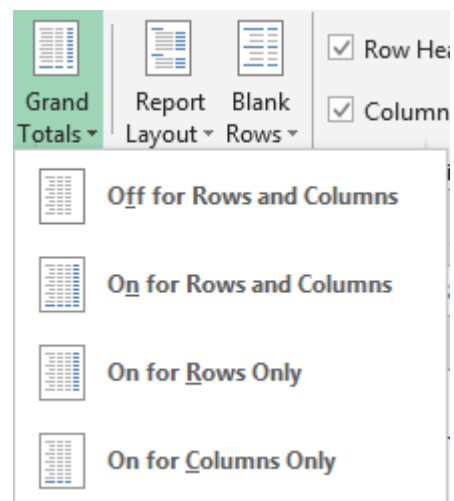 Grand Totals
Report Layout
Blank Rows
Row Hea
Column
Off for Rows and Columns
On for Rows and Columns
On for Rows Only
On for Columns Only